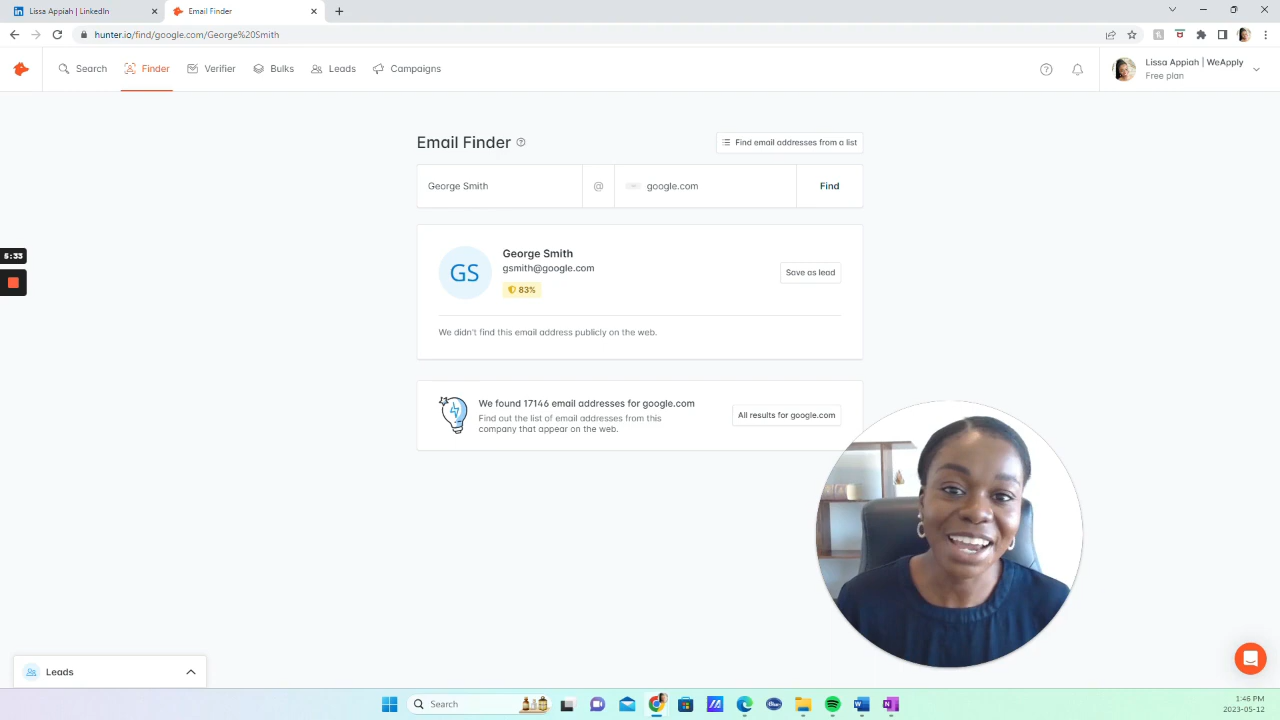 Lissa Appiah | LinkedIn
Email Finder
hunter.io/find/google.com/George%20Smith
Search
Finder
Verifier
Bulks
Leads
Campaigns
Lissa Appiah | WeApply
Free plan
Email Finder
Find email addresses from a list
George Smith
@
google.com
Find
5:33
GS
George Smith
gsmith@google.com
83%
Save as lead
We didn't find this email address publicly on the web.
We found 17146 email addresses for google.com
Find out the list of email addresses from this
company that appear on the web.
All results for google.com
Leads
Search
1:46 PM
2023-05-12